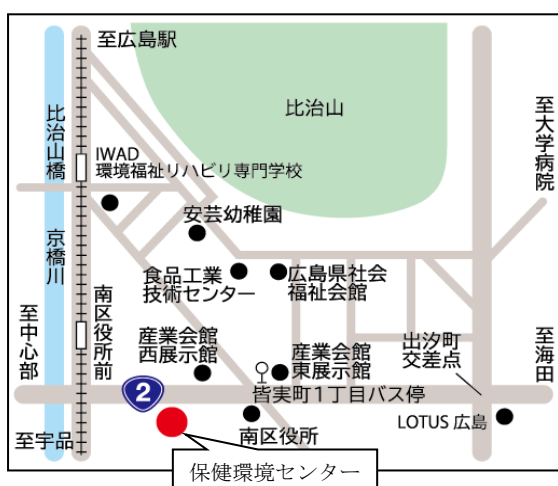 至広島駅
比治山
至大学病院
比治山橋
IWAD
環境福祉リハビリ専門学校
安芸幼稚園
京橋川
食品工業
技術センター
広島県社会
福祉会館
南区役所前
至中心部
産業会館
西展示館
産業会館
東展示館
出汐町
交差点
至海田
2
皆実町1丁目バス停
LOTUS 広島
南区役所
至宇品
保健環境センター